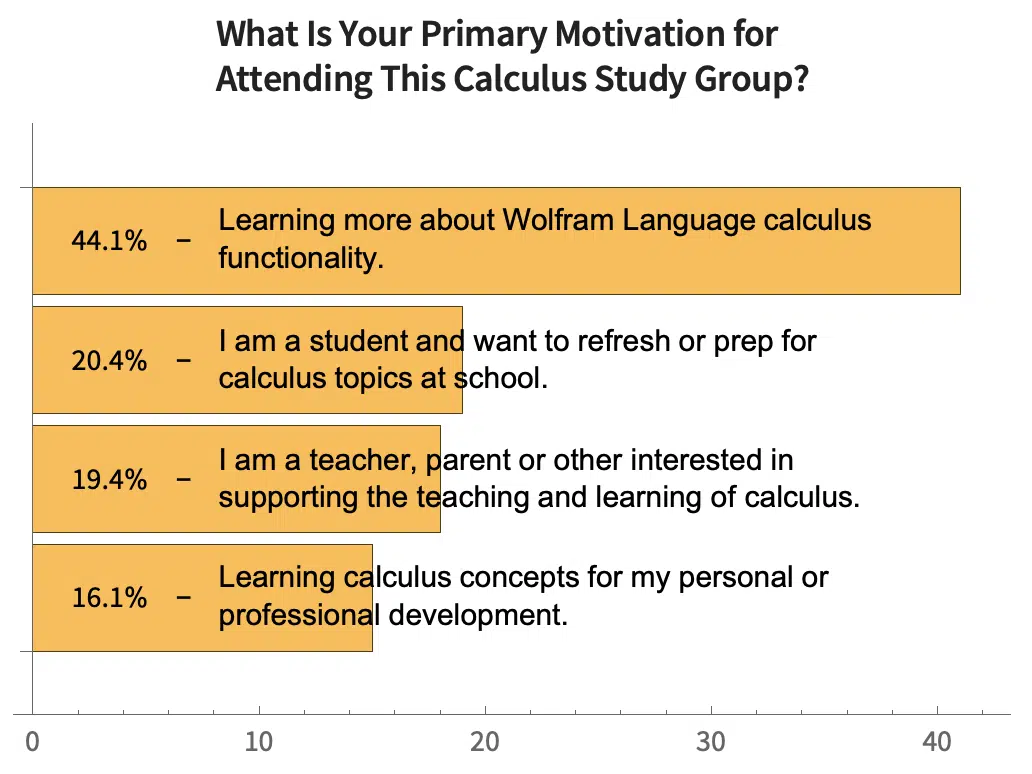 What Is Your Primary Motivation for
Attending This Calculus Study Group?
44.1% – Learning more about Wolfram Language calculus
functionality.
20.4% – I am a student and want to refresh or prep for
calculus topics at school.
19.4% – I am a teacher, parent or other interested in
supporting the teaching and learning of calculus.
16.1% – Learning calculus concepts for my personal or
professional development.
0 10 20 30 40